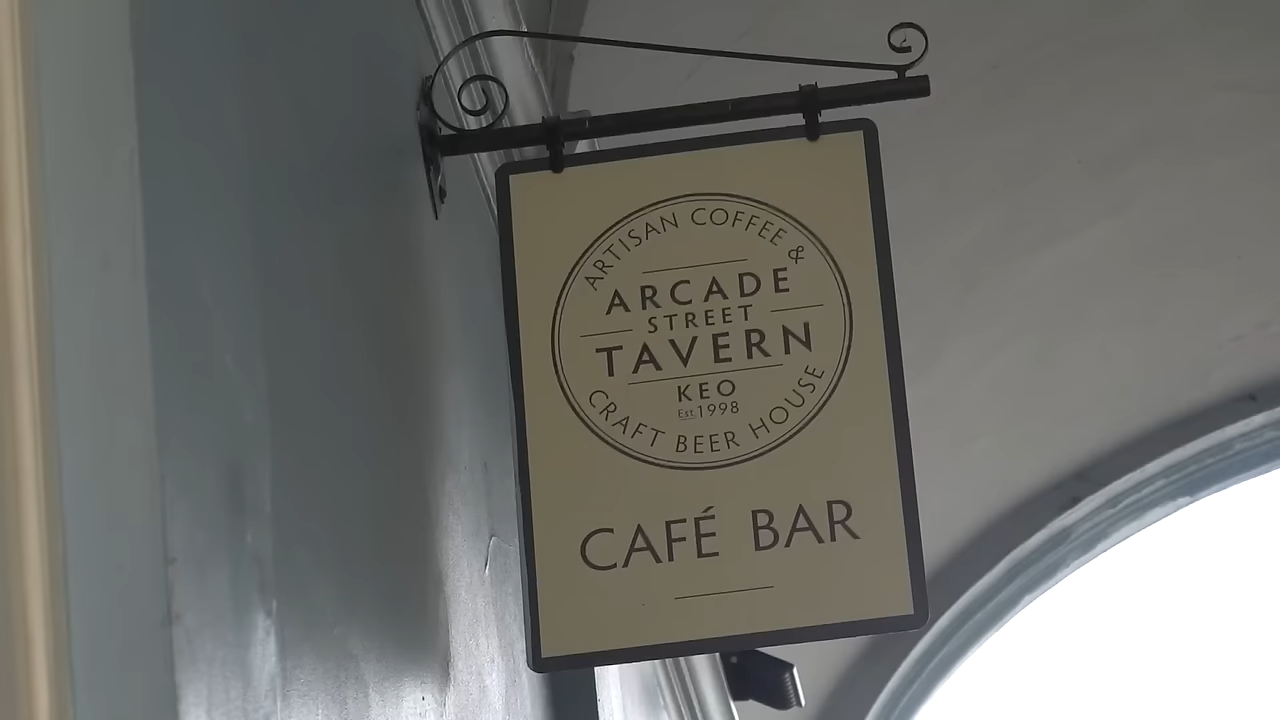 ARTISAN COFFEE &
ARCADE
STREET
TAVERN
KEO
Est.1998
CRAFT BEER HOUSE
CAFÉ BAR